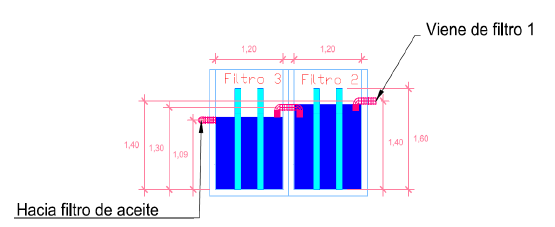 Viene de filtro 1
1,20
1,20
Filtro 3
Filtro 2
1,40
1,30
1,09
1,40
1,60
Hacia filtro de aceite